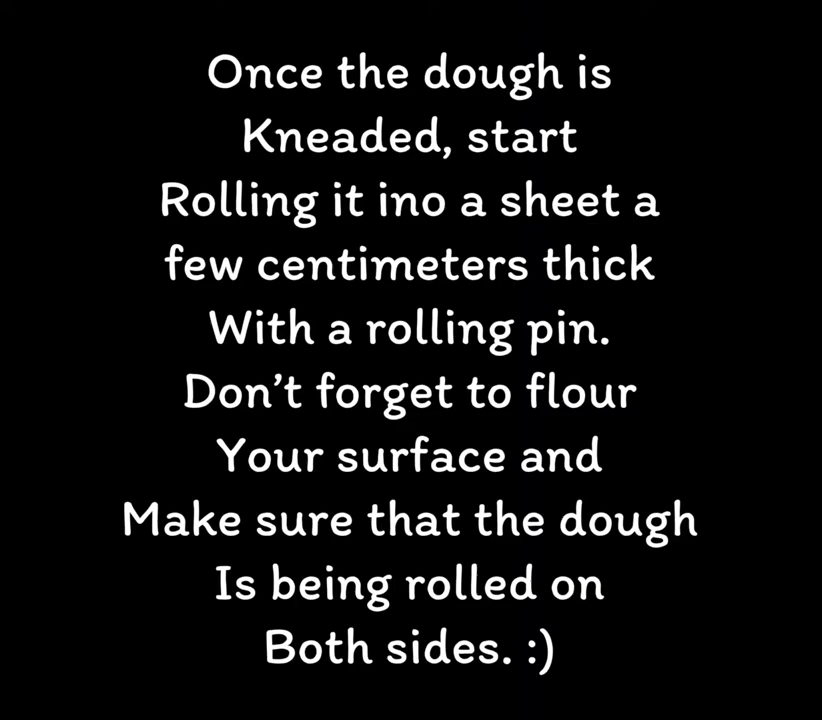 Once the dough is
Kneaded, start
Rolling it ino a sheet a
few centimeters thick
With a rolling pin.
Don’t forget to flour
Your surface and
Make sure that the dough
Is being rolled on
Both sides. :)